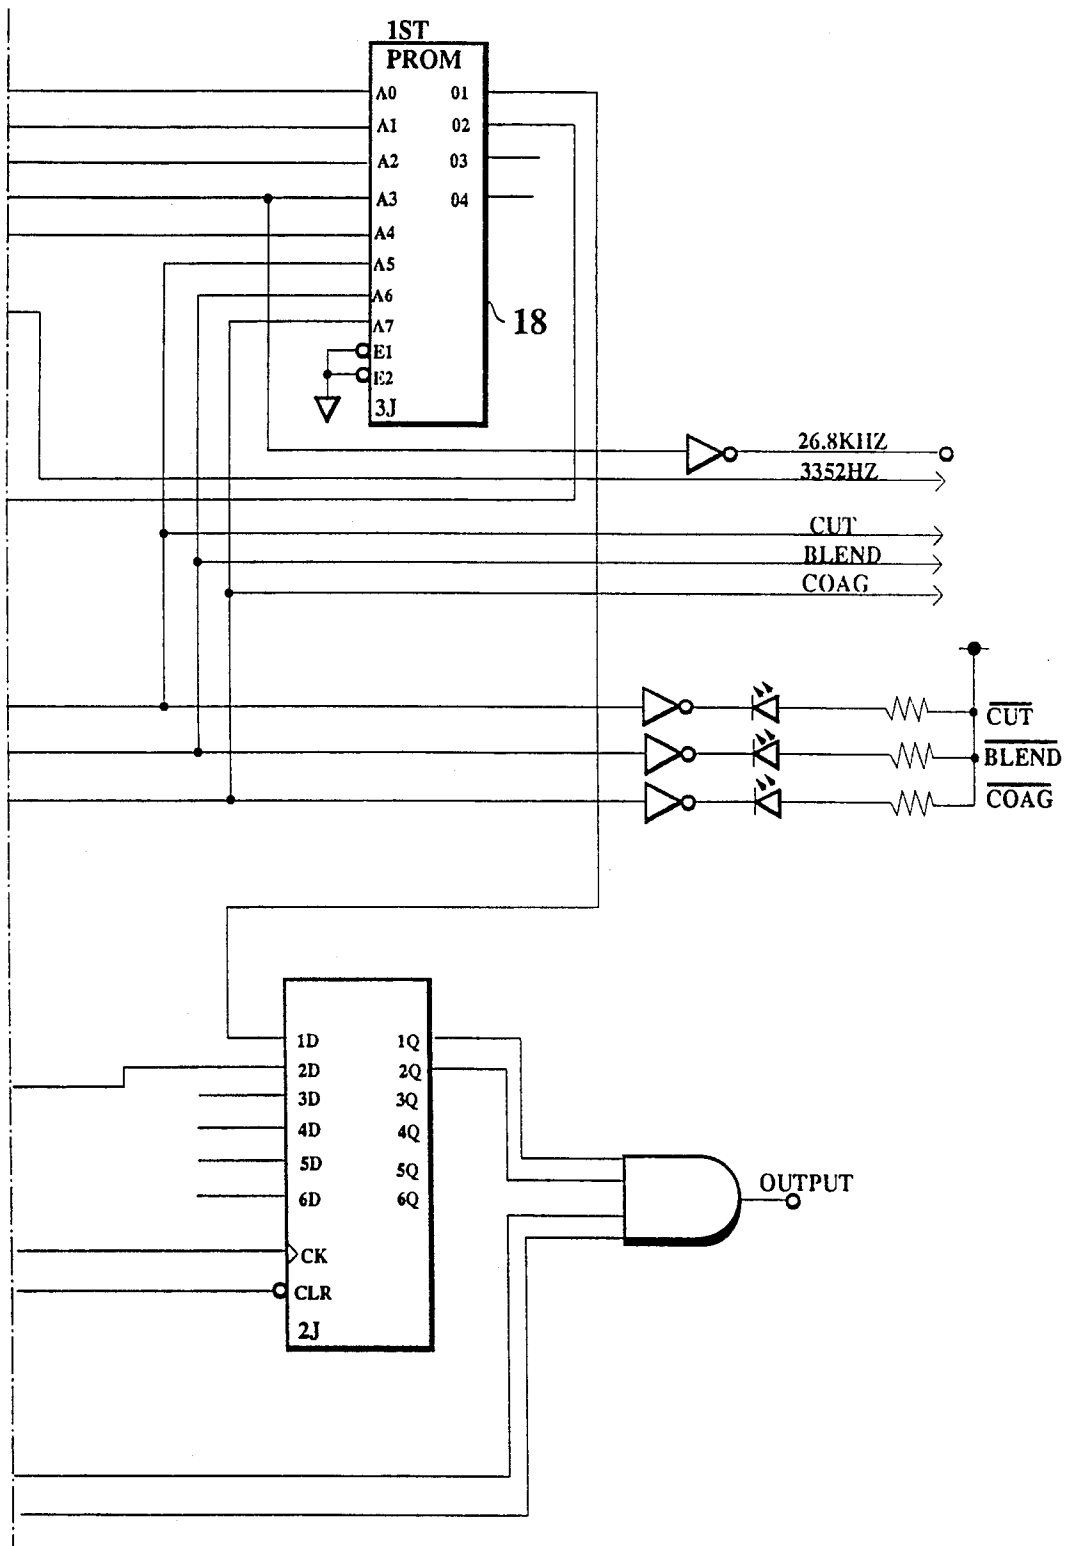 1ST
PROM
A0 01
A1 02
A2 03
A3 04
A4
A5
A6
A7
E1
E2
3J
18
26.8KHZ
3352HZ
CUT
BLEND
COAG
CUT
BLEND
COAG
1D 1Q
2D 2Q
3D 3Q
4D 4Q
5D 5Q
6D 6Q
CK
CLR
2J
OUTPUT